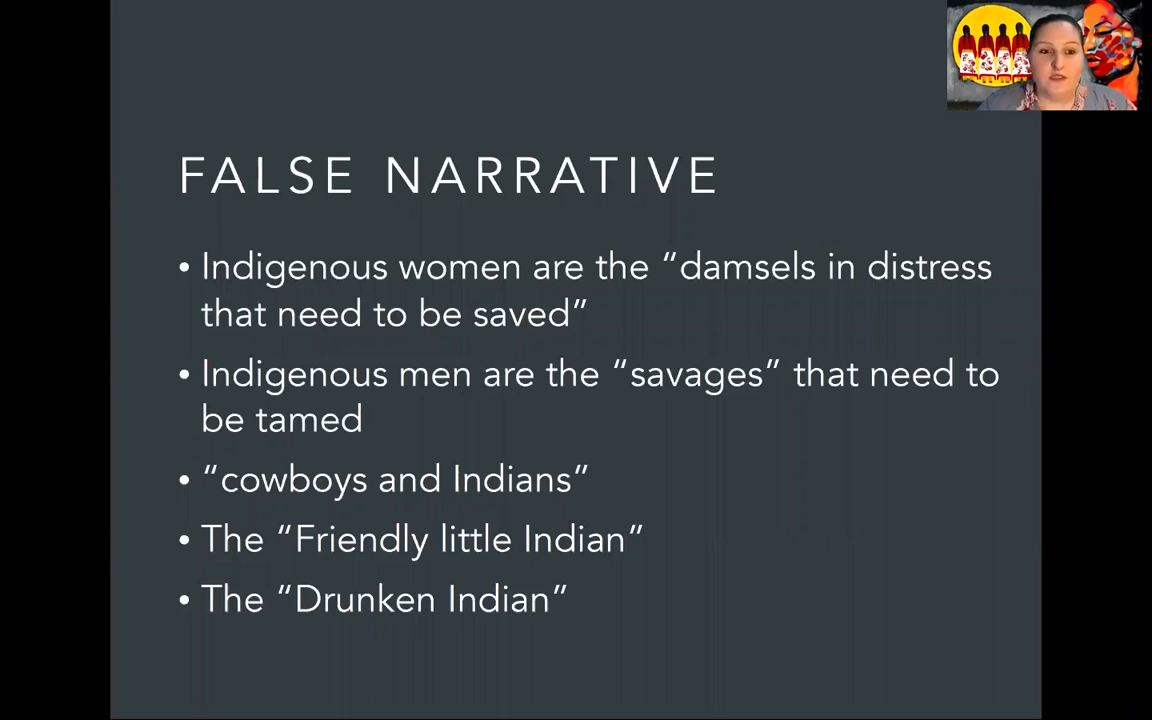 FALSE NARRATIVE
• Indigenous women are the “damsels in distress
that need to be saved”
• Indigenous men are the “savages” that need to
be tamed
• “cowboys and Indians”
• The “Friendly little Indian”
• The “Drunken Indian”